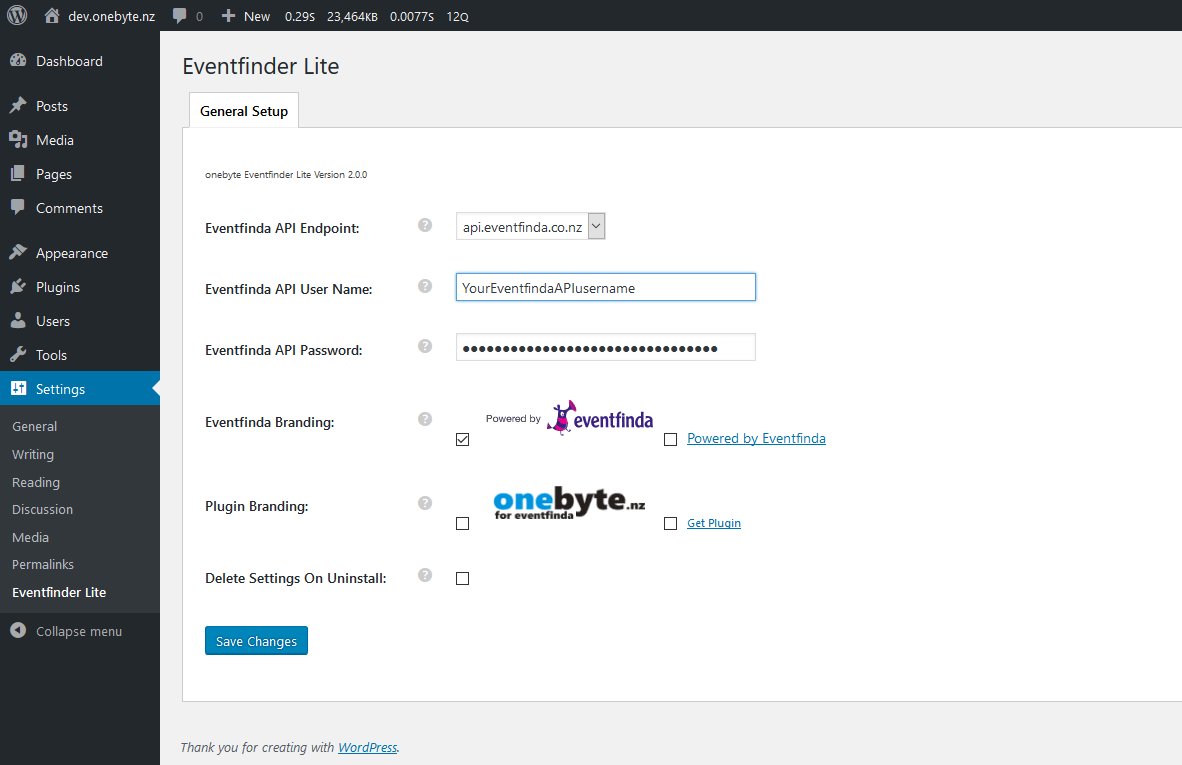 dev.onebyte.nz 0 New 0.29S 23,464KB 0.0077S 12Q
Dashboard
Posts
Media
Pages
Comments
Appearance
Plugins
Users
Tools
Settings
General
Writing
Reading
Discussion
Media
Permalinks
Eventfinder Lite
Collapse menu
Eventfinder Lite
General Setup
onebyte Eventfinder Lite Version 2.0.0
Eventfinda API Endpoint: ? api.eventfinda.co.nz
Eventfinda API User Name: ? YourEventfindaAPIusername
Eventfinda API Password: ? ••••••••••••••••••••••••••••••••
Eventfinda Branding: ? Powered by eventfinda Powered by Eventfinda
Plugin Branding: ? onebyte.nz Get Plugin
for eventfinda
Delete Settings On Uninstall: ?
Save Changes
Thank you for creating with WordPress.